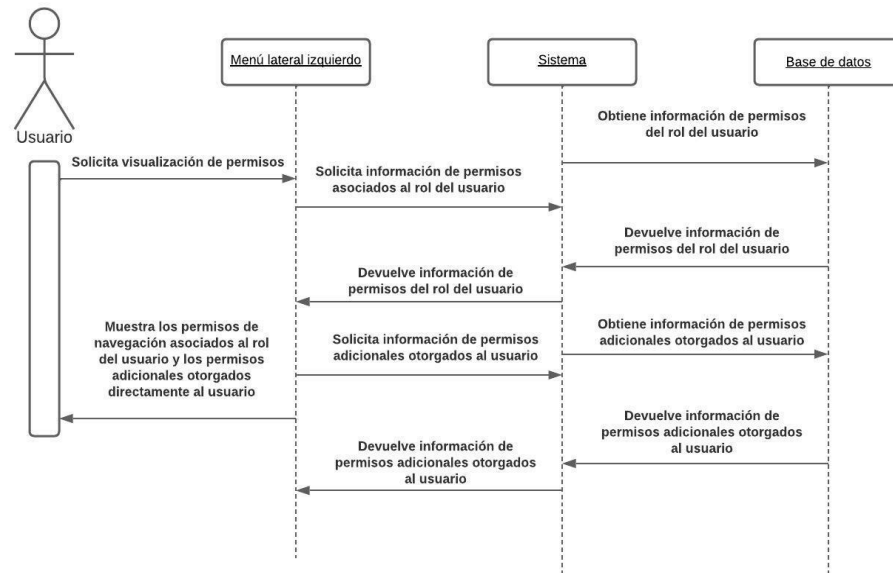 Usuario
Menú lateral izquierdo
Sistema
Base de datos
Obtiene información de permisos
del rol del usuario
Solicita visualización de permisos
Solicita información de permisos
asociados al rol del usuario
Devuelve información de
permisos del rol del usuario
Devuelve información de
permisos del rol del usuario
Muestra los permisos de
navegación asociados al rol
del usuario y los permisos
adicionales otorgados
directamente al usuario
Solicita información de permisos
adicionales otorgados al usuario
Obtiene información de permisos
adicionales otorgados al usuario
Devuelve información de
permisos adicionales otorgados
al usuario
Devuelve información de
permisos adicionales otorgados
al usuario